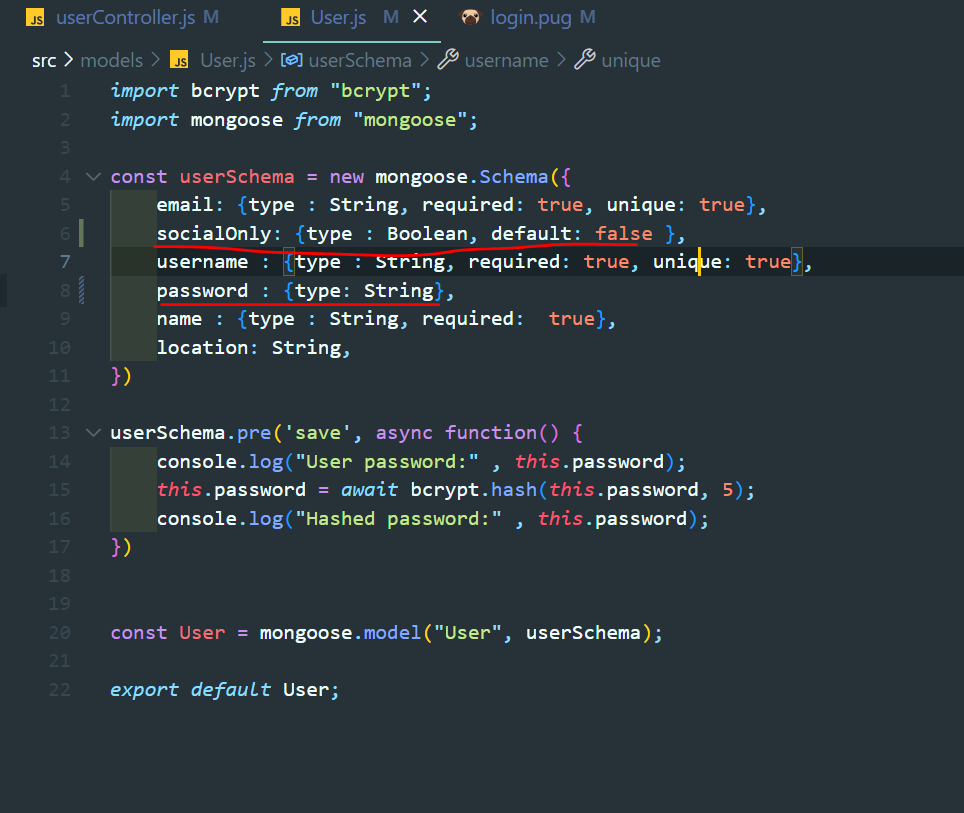 JS userController.js M JS User.js M × login.pug M
src > models > JS User.js > userSchema > username > unique
1 import bcrypt from "bcrypt";
2 import mongoose from "mongoose";
3
4 const userSchema = new mongoose.Schema({
5 email: {type : String, required: true, unique: true},
6 socialOnly: {type : Boolean, default: false },
7 username : {type : String, required: true, unique: true},
8 password : {type: String},
9 name : {type : String, required:  true},
10 location: String,
11 })
12
13 userSchema.pre('save', async function() {
14 console.log("User password:" , this.password);
15 this.password = await bcrypt.hash(this.password, 5);
16 console.log("Hashed password:" , this.password);
17 })
18
19
20 const User = mongoose.model("User", userSchema);
21
22 export default User;